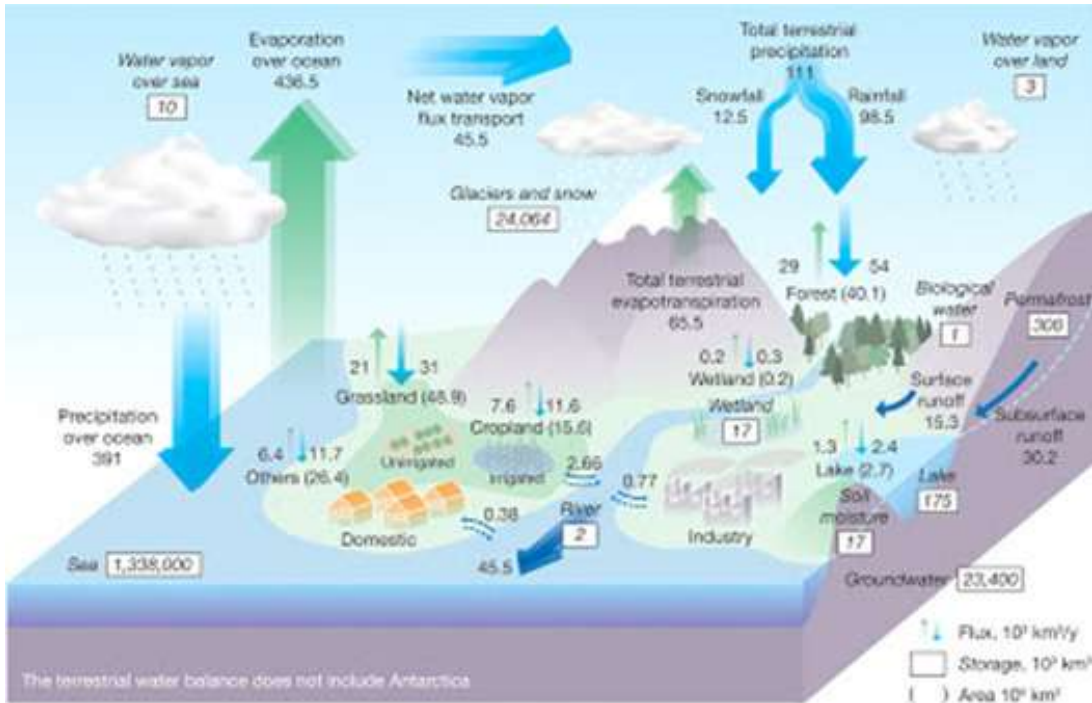 Water vapor
over sea
10
Evaporation
over ocean
436.5
Net water vapor
flux transport
45.5
Total terrestrial
precipitation
111
Snowfall
12.5
Rainfall
98.5
Water vapor
over land
3
Glaciers and snow
24,064
Total terrestrial
evapotranspiration
65.5
29
54
Forest (40.1)
Biological
water
1
Permafrost
300
21
31
Grassland (48.9)
0.2
0.3
Wetland (0.2)
Wetland
17
7.6
11.6
Cropland (15.6)
Unirrigated
Irrigated
Surface
runoff
15.3
Subsurface
runoff
30.2
Precipitation
over ocean
391
6.4
11.7
Others (26.4)
2.66
0.77
1.3
2.4
Lake (2.7)
Lake
175
Soil
moisture
17
0.38
River
2
Domestic
Industry
45.5
Sea
1,338,000
Groundwater
23,400
Flux, 10³ km³/y
Storage, 10³ km³
( ) Area 10⁶ km²
The terrestrial water balance does not include Antarctica